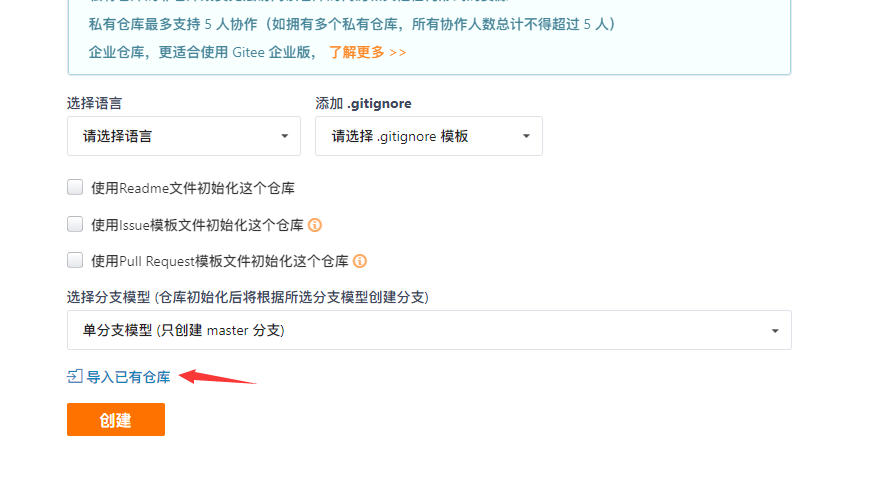 私有仓库最多支持 5 人协作（如拥有多个私有仓库，所有协作人数总计不得超过 5 人）
企业仓库，更适合使用 Gitee 企业版， 了解更多 >>
选择语言 添加 .gitignore
请选择语言 请选择 .gitignore 模板
使用Readme文件初始化这个仓库
使用Issue模板文件初始化这个仓库
使用Pull Request模板文件初始化这个仓库
选择分支模型 (仓库初始化后将根据所选分支模型创建分支)
单分支模型 (只创建 master 分支)
导入已有仓库
创建